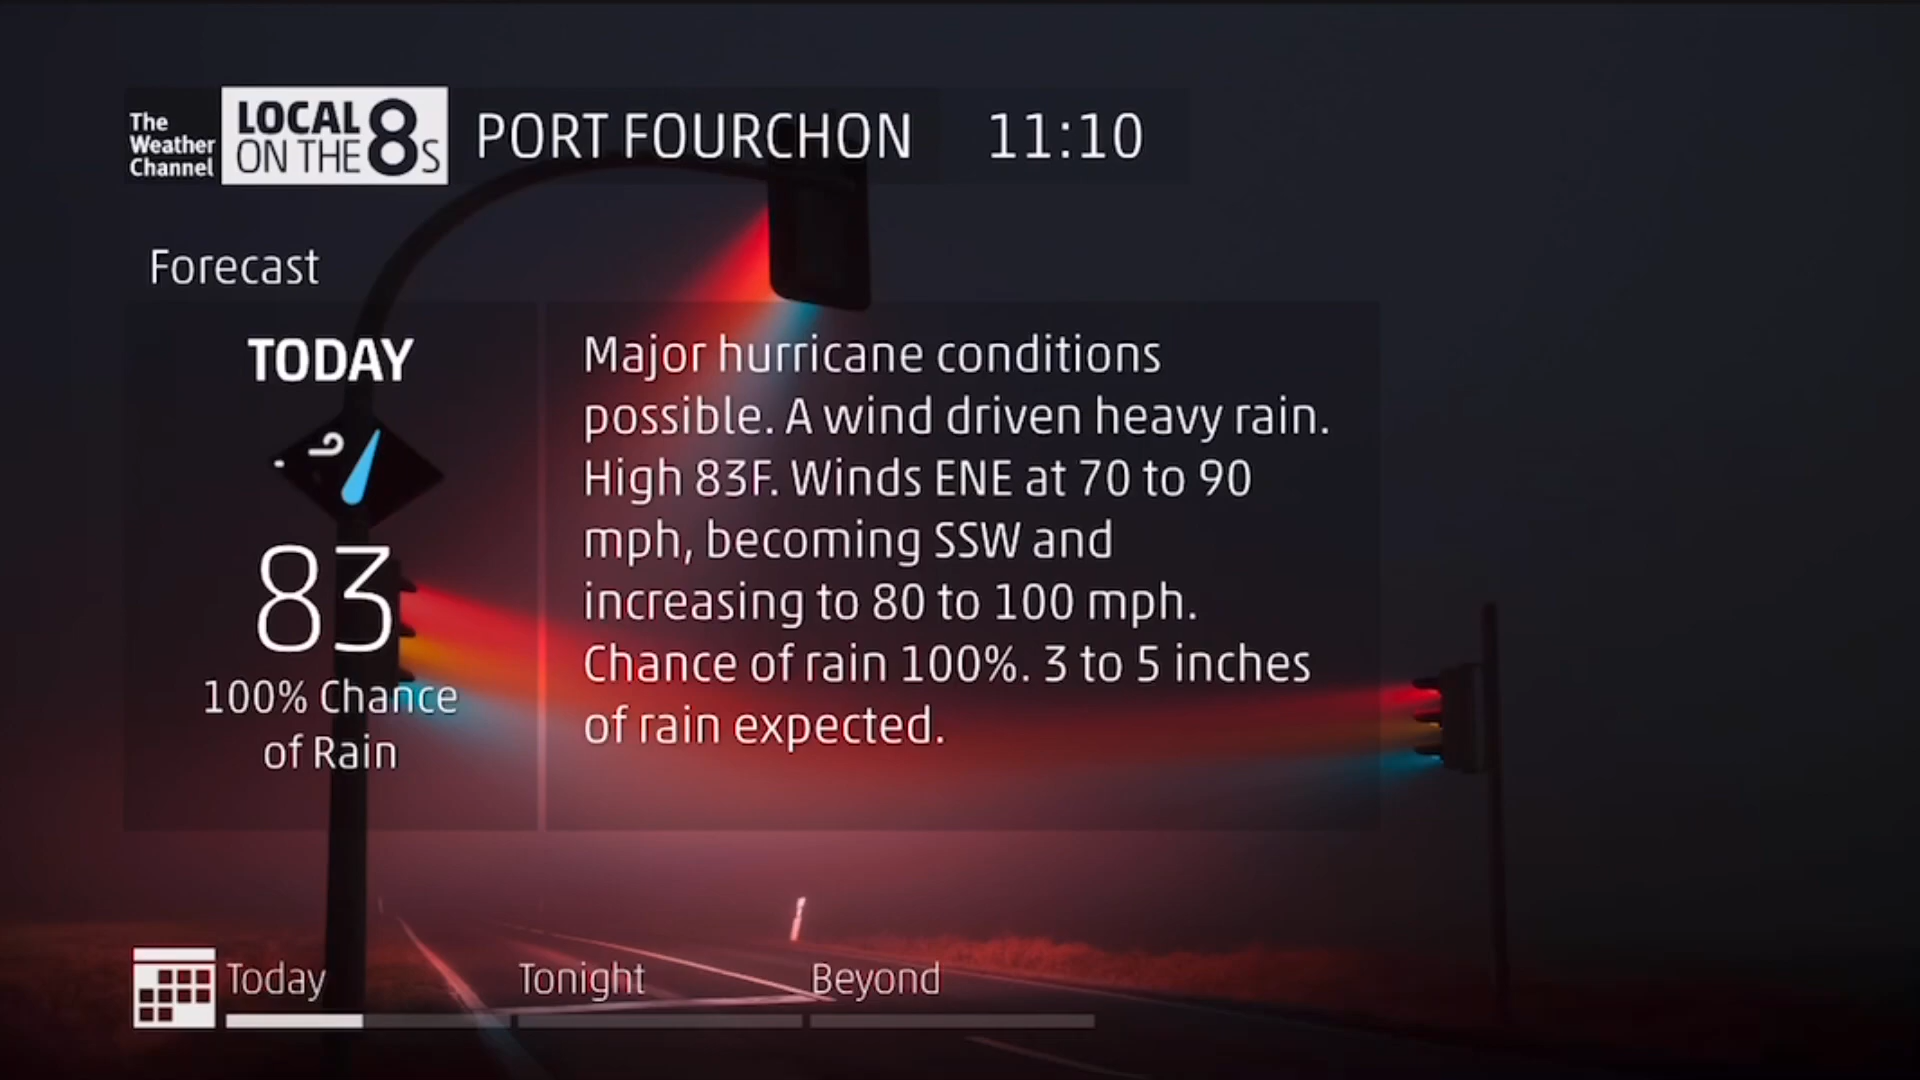 The
Weather
Channel
LOCAL
ON THE 8s
PORT FOURCHON
11:10
Forecast
TODAY
83
100% Chance
of Rain
Major hurricane conditions
possible. A wind driven heavy rain.
High 83F. Winds ENE at 70 to 90
mph, becoming SSW and
increasing to 80 to 100 mph.
Chance of rain 100%. 3 to 5 inches
of rain expected.
Today
Tonight
Beyond